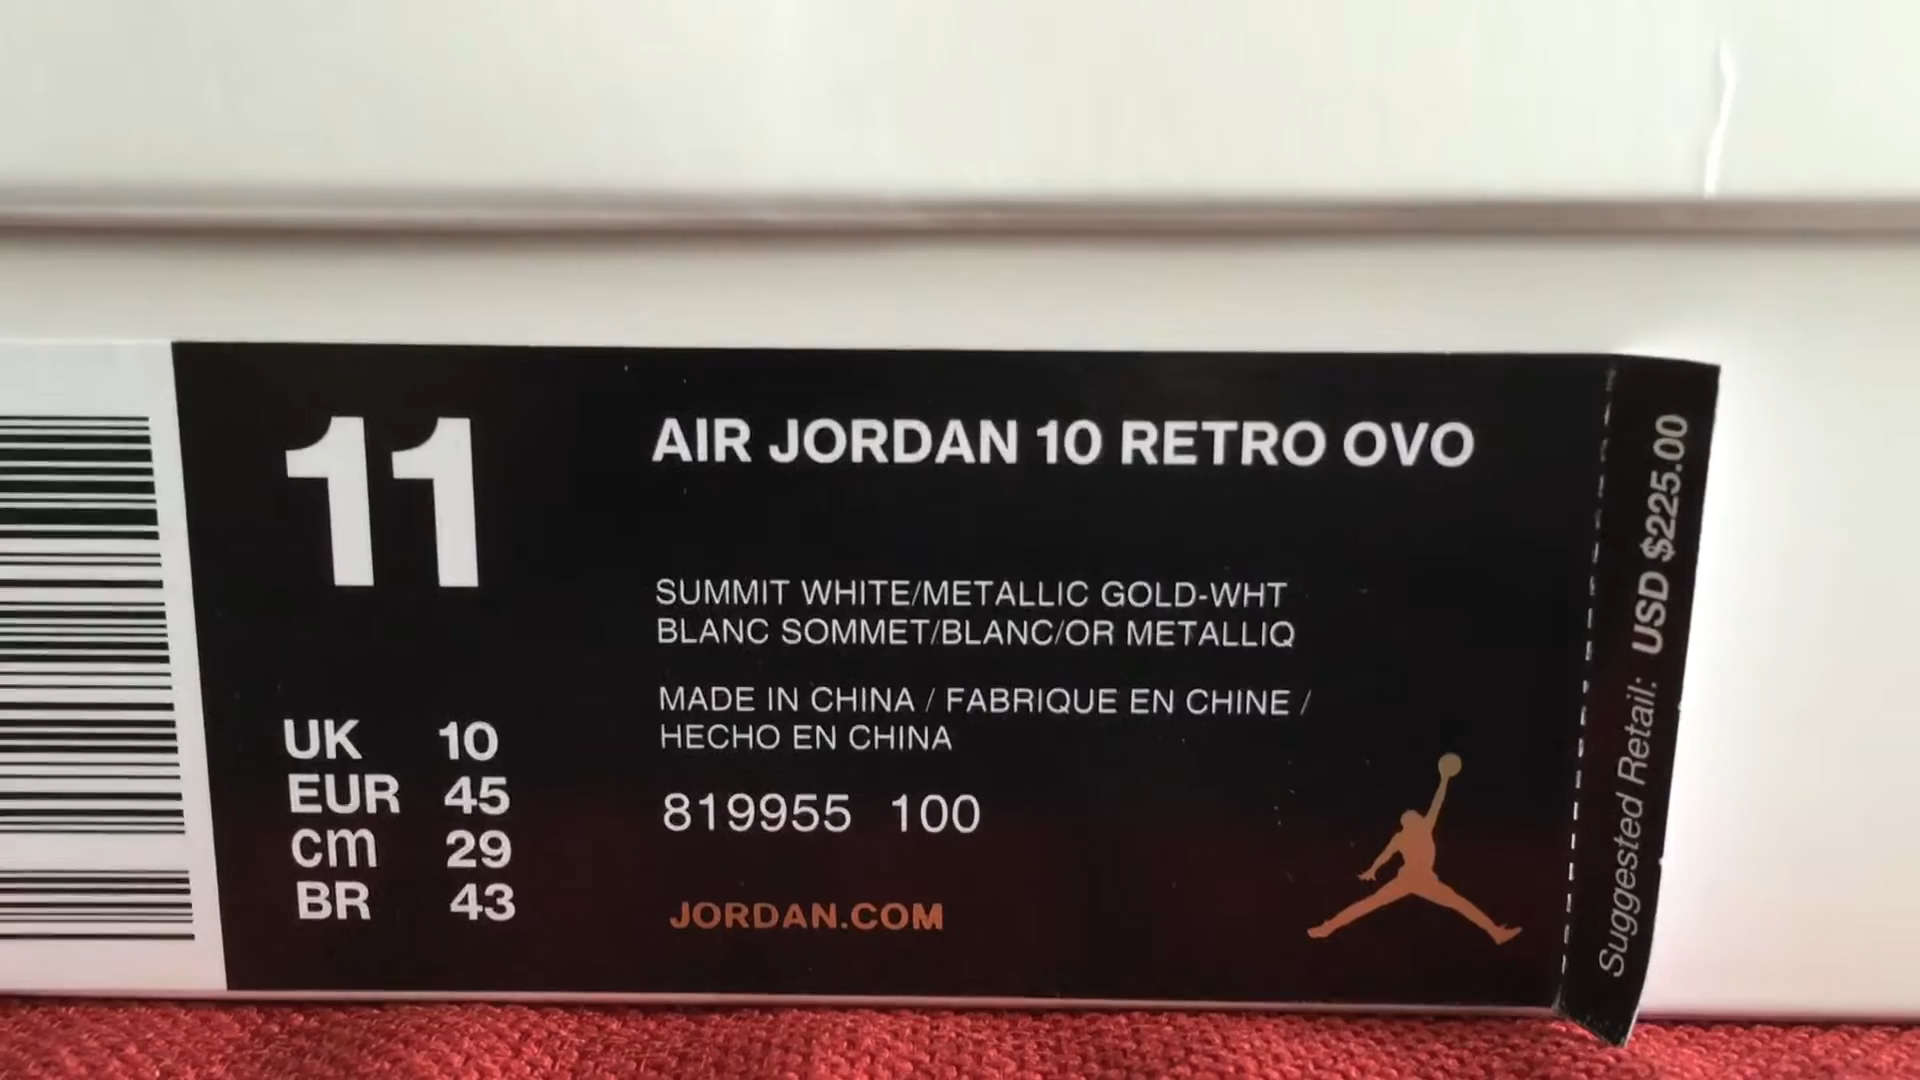 11
AIR JORDAN 10 RETRO OVO
SUMMIT WHITE/METALLIC GOLD-WHT
BLANC SOMMET/BLANC/OR METALLIQ
MADE IN CHINA / FABRIQUE EN CHINE /
HECHO EN CHINA
UK 10
EUR 45
cm 29
BR 43
819955 100
JORDAN.COM
Suggested Retail: USD $225.00